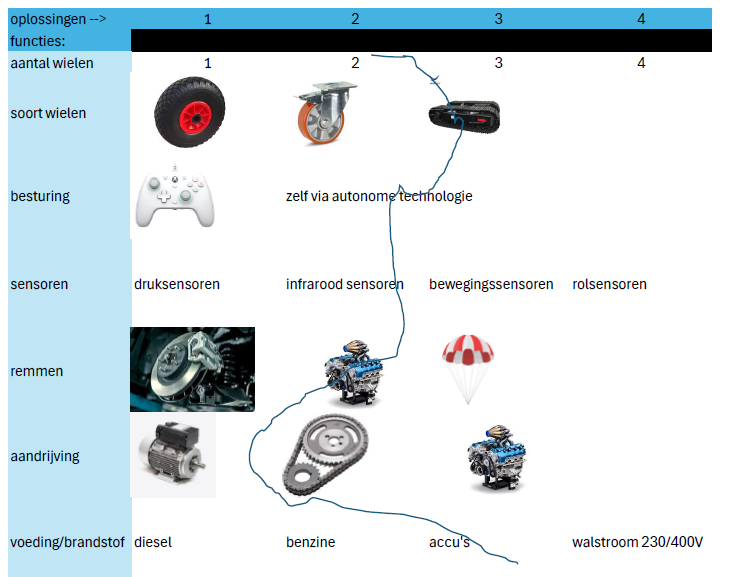 oplossingen --> 1 2 3 4
functies:
aantal wielen 1 2 3 4
soort wielen
besturing zelf via autonome technologie
sensoren druksensoren infrarood sensoren bewegingssensoren rolsensoren
remmen
aandrijving
voeding/brandstof diesel benzine accu's walstroom 230/400V